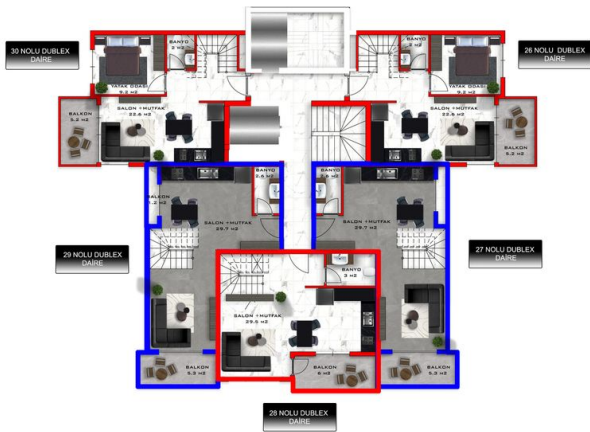 30 NOLU DUBLEX
DAİRE
26 NOLU DUBLEX
DAİRE
BANYO
3 M2
BANYO
3 M2
YATAK ODASI
9.2 M2
YATAK ODASI
9.2 M2
BALKON
5.2 M2
SALON +MUTFAK
22.6 M2
SALON +MUTFAK
22.6 M2
BALKON
5.2 M2
BANYO
2.6 M2
BANYO
2.6 M2
BALKON
1.2 M2
SALON +MUTFAK
29.7 M2
SALON +MUTFAK
29.7 M2
29 NOLU DUBLEX
DAİRE
27 NOLU DUBLEX
DAİRE
BANYO
3 M2
SALON +MUTFAK
29.5 M2
BALKON
5.3 M2
BALKON
6 M2
BALKON
5.3 M2
28 NOLU DUBLEX
DAİRE